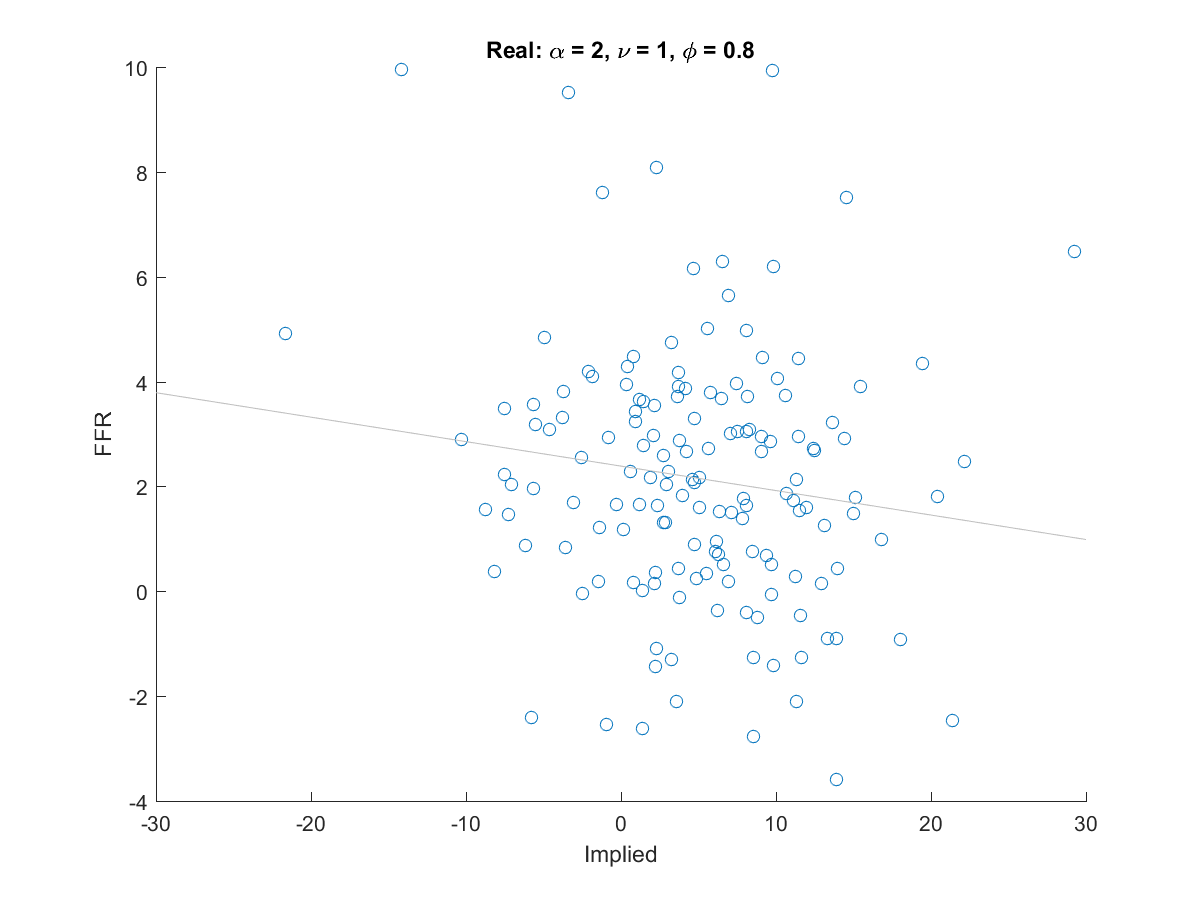 Real: α = 2, ν = 1, ϕ = 0.8
10
8
6
4
2
0
-2
-4
FFR
-30 -20 -10 0 10 20 30
Implied